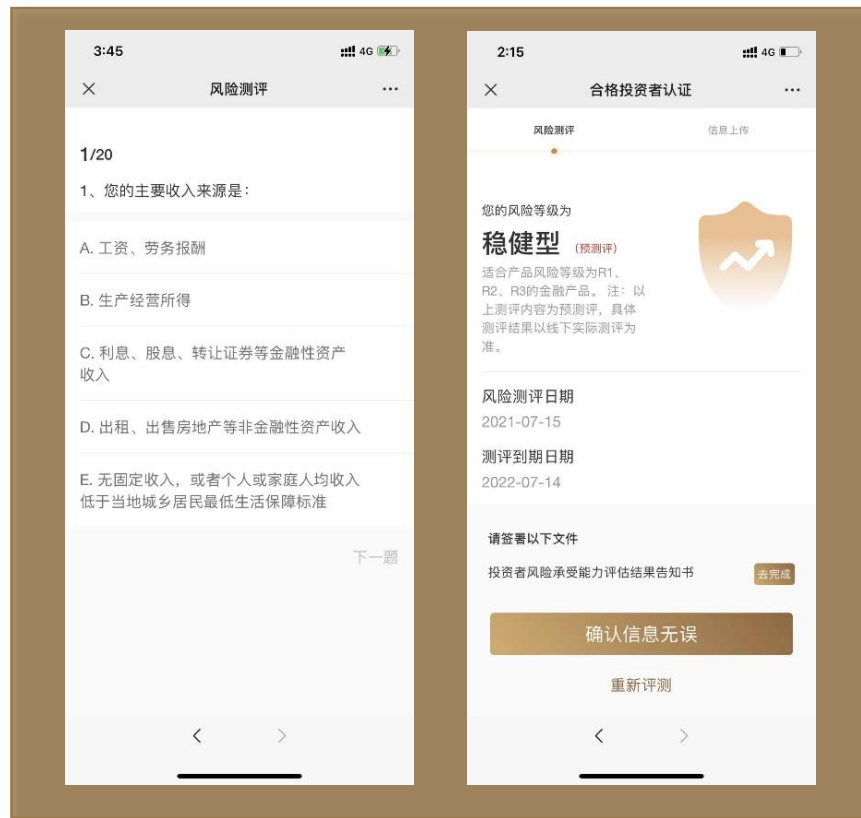 3:45
4G
风险测评
1/20
1、您的主要收入来源是：
A. 工资、劳务报酬
B. 生产经营所得
C. 利息、股息、转让证券等金融性资产
收入
D. 出租、出售房地产等非金融性资产收入
E. 无固定收入，或者个人或家庭人均收入
低于当地城乡居民最低生活保障标准
下一题
2:15
4G
合格投资者认证
风险测评
信息上传
您的风险等级为
稳健型 (预测评)
适合产品风险等级为R1、
R2、R3的金融产品。注：以
上测评内容为预测评，具体
测评结果以线下实际测评为
准。
风险测评日期
2021-07-15
测评到期日期
2022-07-14
请签署以下文件
投资者风险承受能力评估结果告知书
去完成
确认信息无误
重新评测